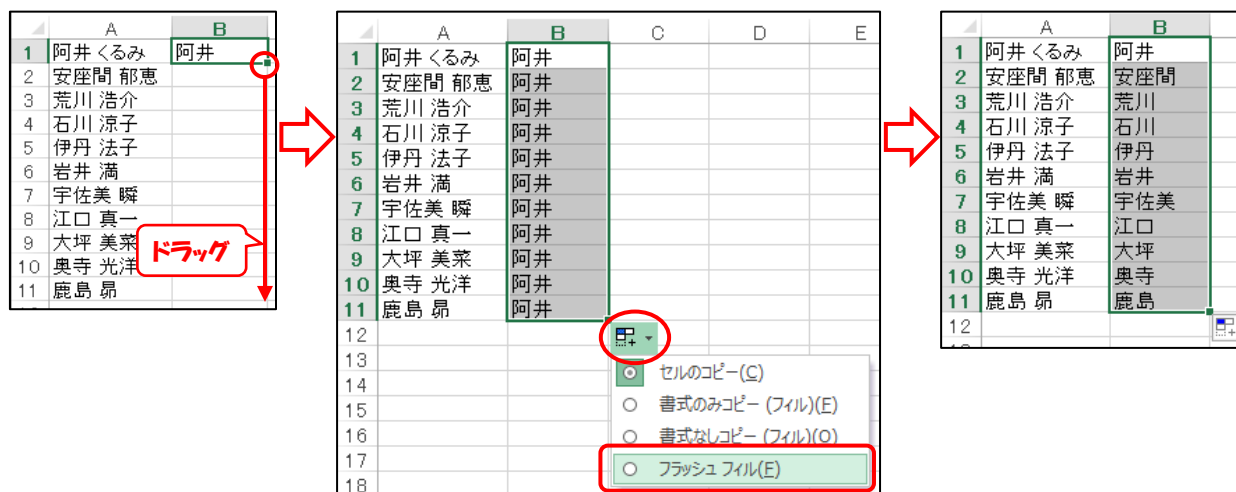 A B
1 阿井 くるみ 阿井
2 安座間 郁恵
3 荒川 浩介
4 石川 涼子
5 伊丹 法子
6 岩井 満
7 宇佐美 瞬
8 江口 真一
9 大坪 美菜
10 奥寺 光洋
11 鹿島 昴
ドラッグ
A B C D E
1 阿井 くるみ 阿井
2 安座間 郁恵 阿井
3 荒川 浩介 阿井
4 石川 涼子 阿井
5 伊丹 法子 阿井
6 岩井 満 阿井
7 宇佐美 瞬 阿井
8 江口 真一 阿井
9 大坪 美菜 阿井
10 奥寺 光洋 阿井
11 鹿島 昴 阿井
12
13
14
15
16
17
18
セルのコピー(C)
書式のみコピー (フィル)(F)
書式なしコピー (フィル)(O)
フラッシュ フィル(F)
A B
1 阿井 くるみ 阿井
2 安座間 郁恵 安座間
3 荒川 浩介 荒川
4 石川 涼子 石川
5 伊丹 法子 伊丹
6 岩井 満 岩井
7 宇佐美 瞬 宇佐美
8 江口 真一 江口
9 大坪 美菜 大坪
10 奥寺 光洋 奥寺
11 鹿島 昴 鹿島
12